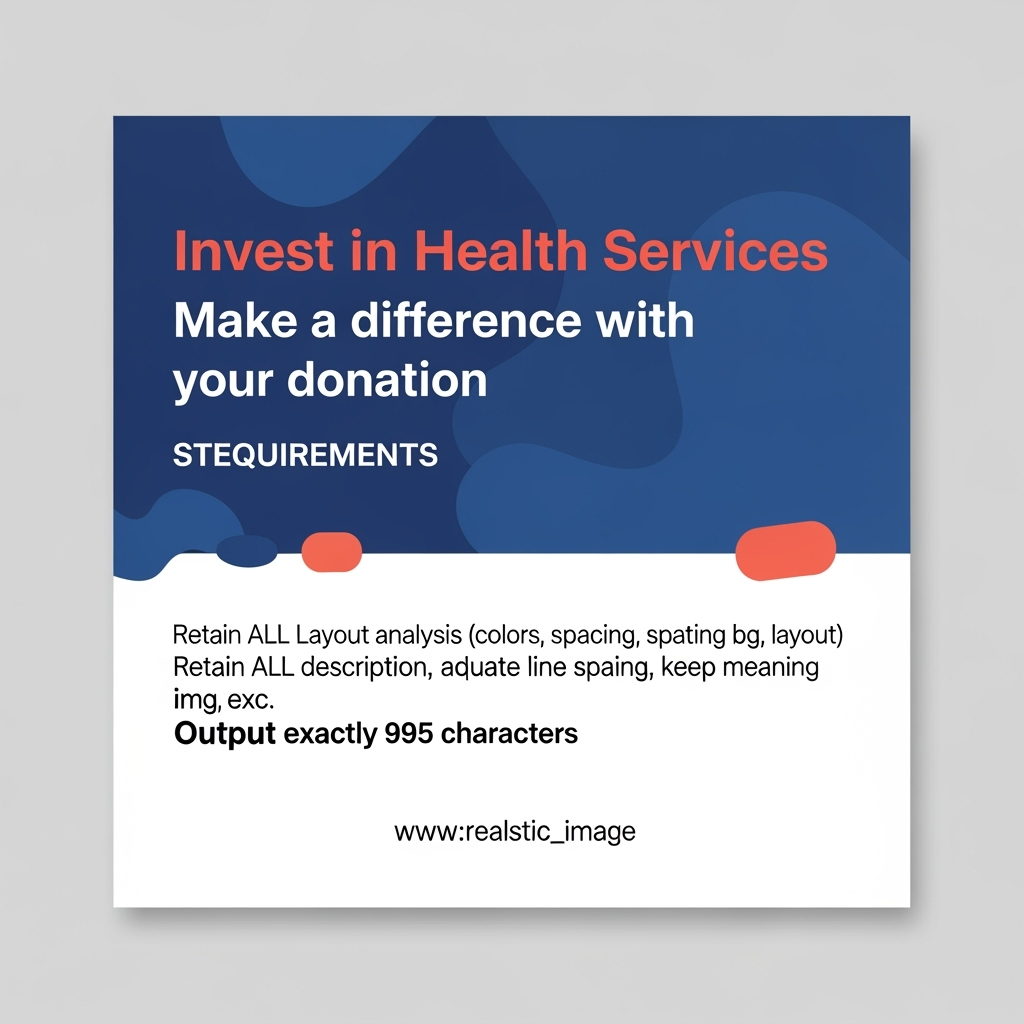 Invest in Health Services
Make a difference with
your donation
STEQUIREMENTS
Retain ALL Layout analysis (colors, spacing, spating bg, layout)
Retain ALL description, aquate line spaing, keep meaning
img, exc.
Output exactly 995 characters
www:realstic_image